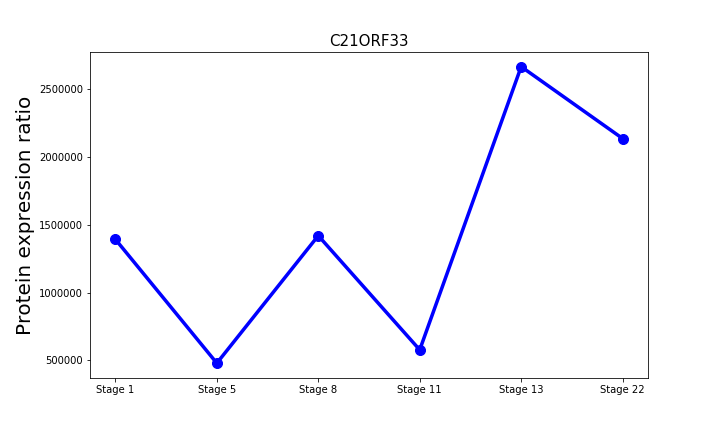 C21ORF33
Protein expression ratio
2500000
2000000
1500000
1000000
500000
Stage 1
Stage 5
Stage 8
Stage 11
Stage 13
Stage 22